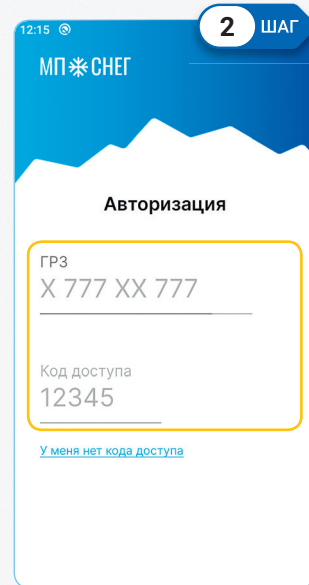 12:15
2 ШАГ
МП СНЕГ
Авторизация
ГРЗ
Х 777 ХХ 777
Код доступа
12345
У меня нет кода доступа